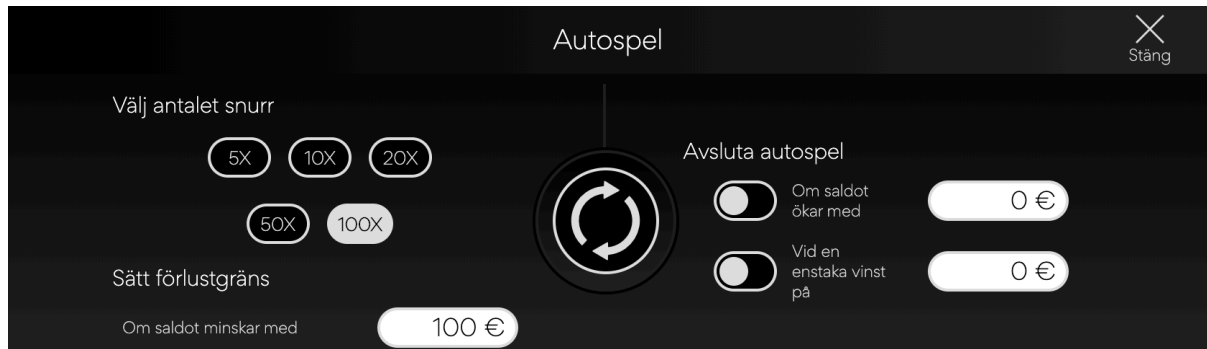 Autospel
Stäng
Välj antalet snurr
5X 10X 20X
50X 100X
Sätt förlustgräns
Om saldot minskar med 100 €
Avsluta autospel
Om saldot
ökar med
0 €
Vid en
enstaka vinst
på
0 €